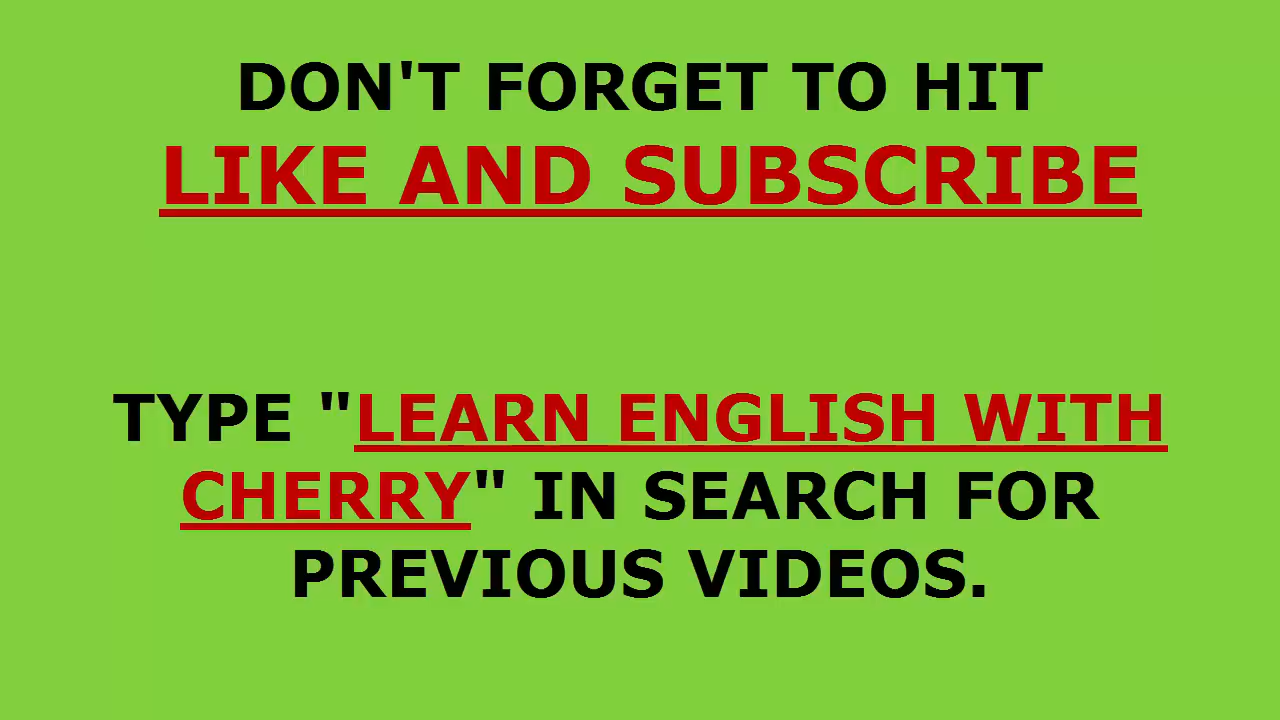 DON'T FORGET TO HIT
LIKE AND SUBSCRIBE
TYPE "LEARN ENGLISH WITH
CHERRY" IN SEARCH FOR
PREVIOUS VIDEOS.